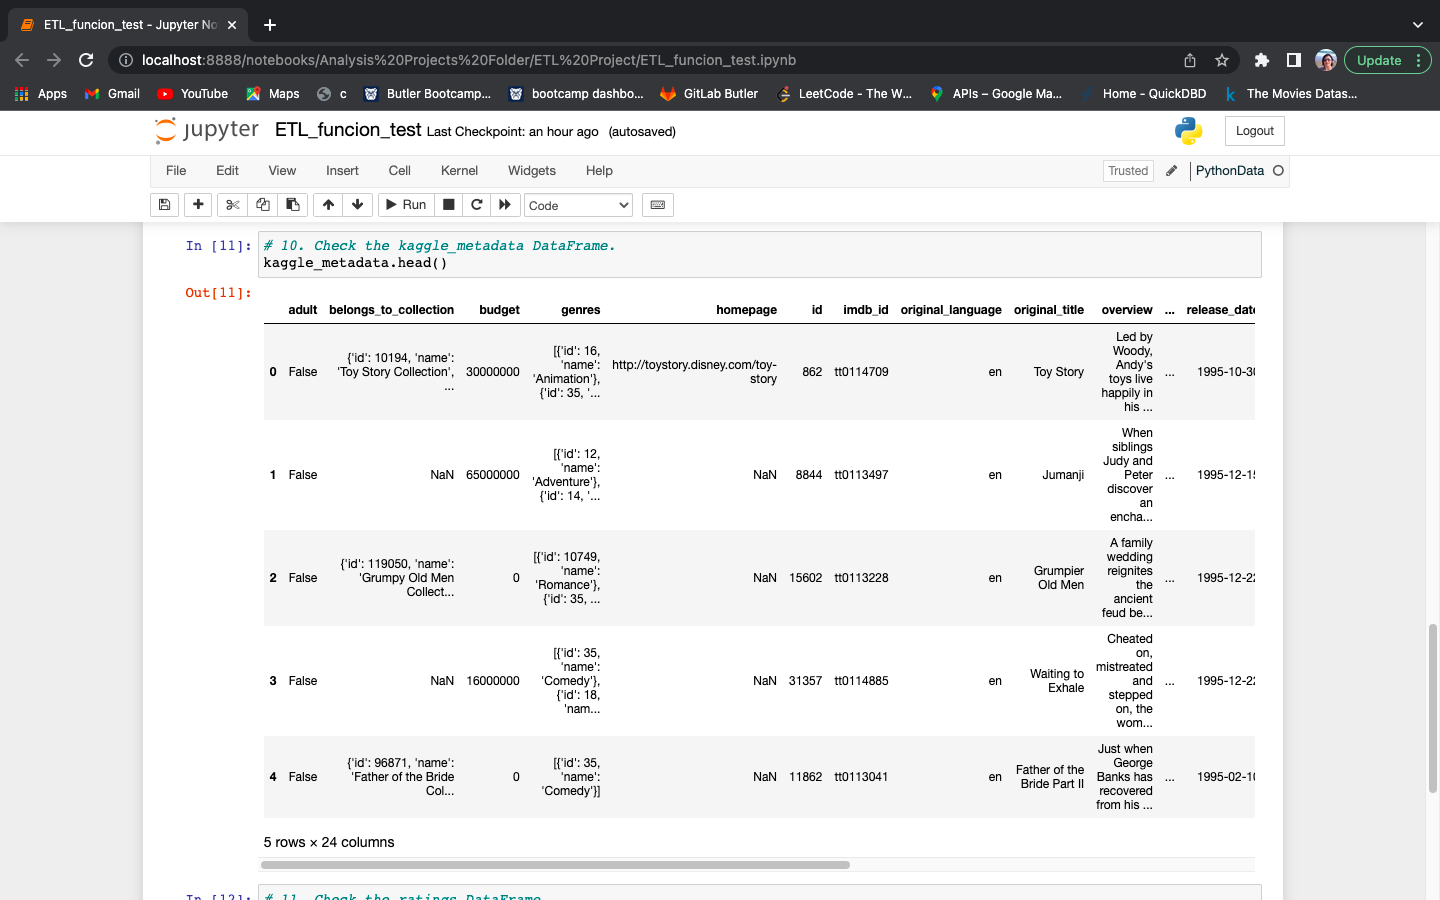 ETL_funcion_test - Jupyter No
localhost:8888/notebooks/Analysis%20Projects%20Folder/ETL%20Project/ETL_funcion_test.ipynb
Update
Apps Gmail YouTube Maps c Butler Bootcamp... bootcamp dashbo... GitLab Butler LeetCode - The W... APIs – Google Ma... Home - QuickDBD The Movies Datas...
jupyter ETL_funcion_test Last Checkpoint: an hour ago (autosaved) Logout
File Edit View Insert Cell Kernel Widgets Help Trusted PythonData
Run Code
In [11]: # 10. Check the kaggle_metadata DataFrame.
kaggle_metadata.head()
Out[11]:
adult belongs_to_collection budget genres homepage id imdb_id original_language original_title overview ... release_date
0 False {'id': 10194, 'name': 'Toy Story Collection', ... 30000000 [{'id': 16, 'name': 'Animation'}, {'id': 35, '... http://toystory.disney.com/toy-story 862 tt0114709 en Toy Story Led by Woody, Andy's toys live happily in his ... ... 1995-10-30
1 False NaN 65000000 [{'id': 12, 'name': 'Adventure'}, {'id': 14, '... NaN 8844 tt0113497 en Jumanji When siblings Judy and Peter discover an encha... ... 1995-12-15
2 False {'id': 119050, 'name': 'Grumpy Old Men Collect... 0 [{'id': 10749, 'name': 'Romance'}, {'id': 35, ... NaN 15602 tt0113228 en Grumpier Old Men A family wedding reignites the ancient feud be... ... 1995-12-22
3 False NaN 16000000 [{'id': 35, 'name': 'Comedy'}, {'id': 18, 'nam... NaN 31357 tt0114885 en Waiting to Exhale Cheated on, mistreated and stepped on, the wom... ... 1995-12-22
4 False {'id': 96871, 'name': 'Father of the Bride Col... 0 [{'id': 35, 'name': 'Comedy'}] NaN 11862 tt0113041 en Father of the Bride Part II Just when George Banks has recovered from his ... ... 1995-02-10
5 rows × 24 columns
In [12]: # 11. Check the ratings DataFrame.